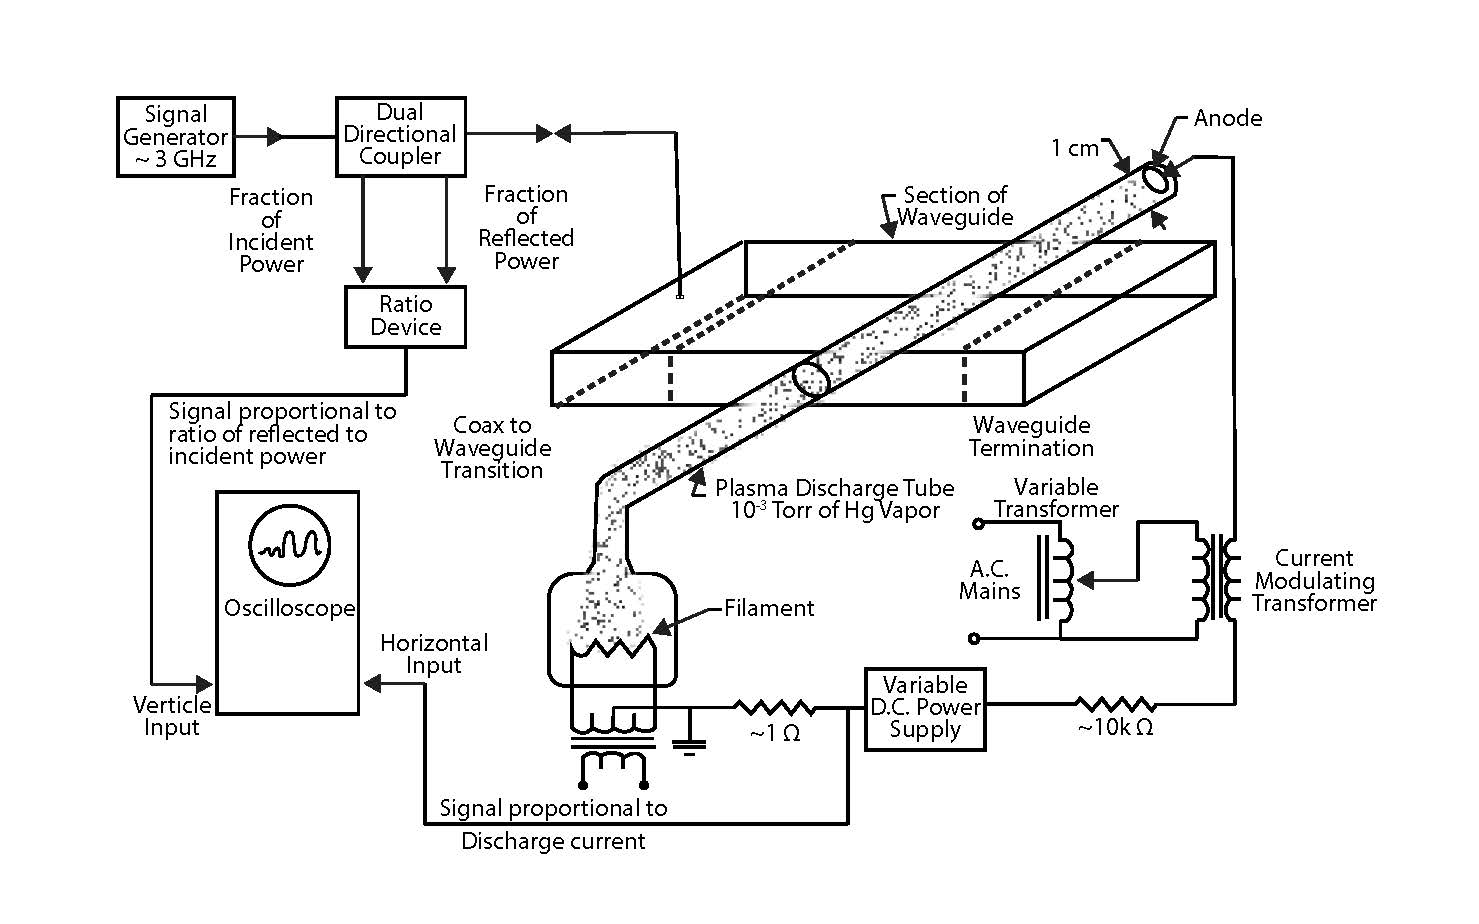 Signal
Generator
~ 3 GHz
Dual
Directional
Coupler
Fraction
of
Incident
Power
Fraction
of
Reflected
Power
Ratio
Device
Signal proportional to
ratio of reflected to
incident power
Oscilloscope
Verticle
Input
Horizontal
Input
Signal proportional to
Discharge current
Coax to
Waveguide
Transition
Section of
Waveguide
1 cm
Anode
Waveguide
Termination
Plasma Discharge Tube
10⁻³ Torr of Hg Vapor
Filament
Variable
Transformer
A.C.
Mains
Current
Modulating
Transformer
~1 Ω
Variable
D.C. Power
Supply
~10k Ω